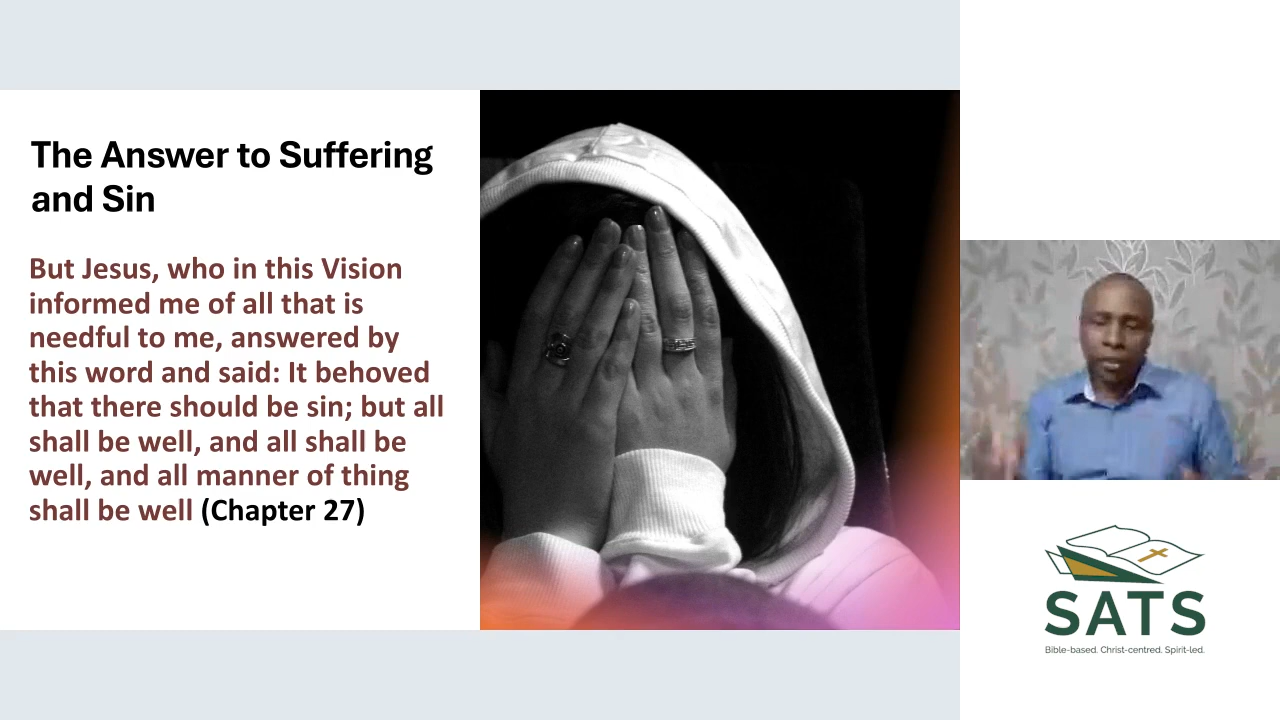 The Answer to Suffering
and Sin
But Jesus, who in this Vision
informed me of all that is
needful to me, answered by
this word and said: It behoved
that there should be sin; but all
shall be well, and all shall be
well, and all manner of thing
shall be well (Chapter 27)
SATS
Bible-based. Christ-centred. Spirit-led.